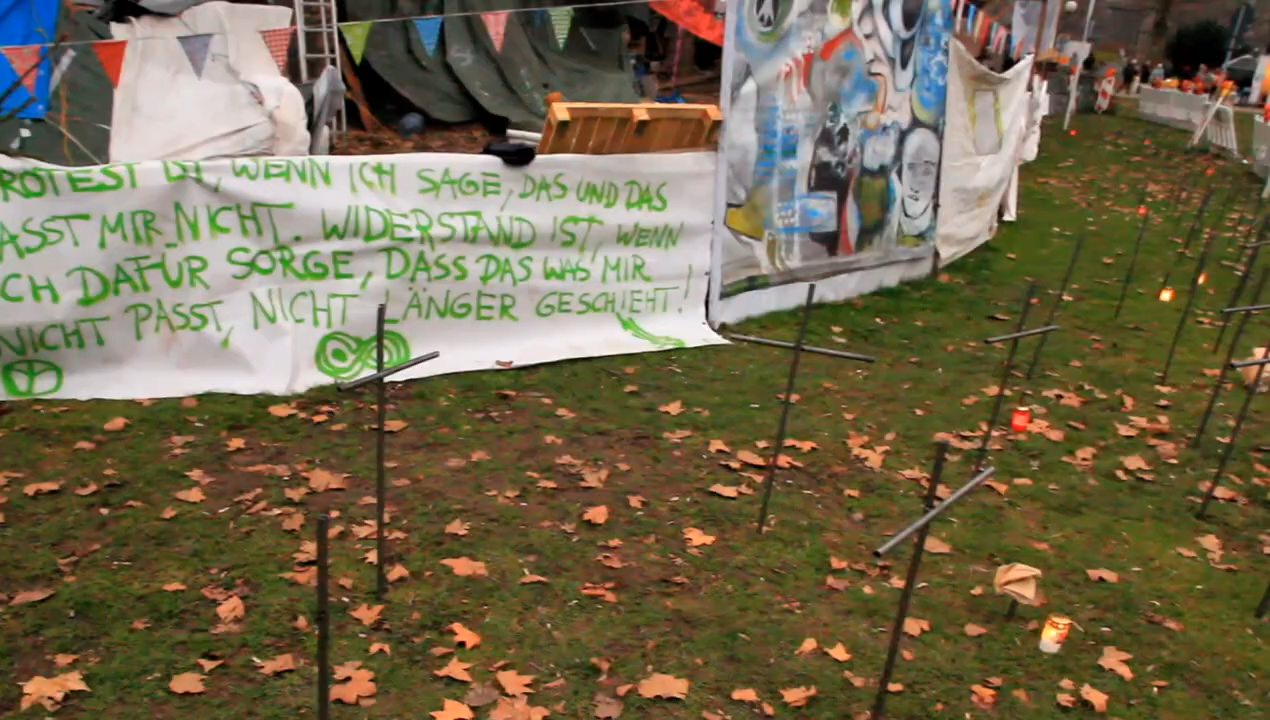 ROTEST IST, WENN ICH SAGE, DAS UND DAS
ASST MIR NICHT. WIDERSTAND IST, WENN
CH DAFÜR SORGE, DASS DAS WAS MIR
NICHT PASST, NICHT LÄNGER GESCHIEHT!